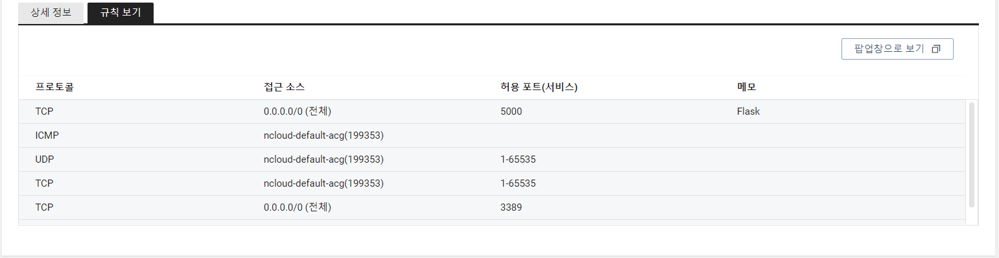 상세 정보 규칙 보기
팝업창으로 보기
프로토콜 접근 소스 허용 포트(서비스) 메모
TCP 0.0.0.0/0 (전체) 5000 Flask
ICMP ncloud-default-acg(199353)
UDP ncloud-default-acg(199353) 1-65535
TCP ncloud-default-acg(199353) 1-65535
TCP 0.0.0.0/0 (전체) 3389